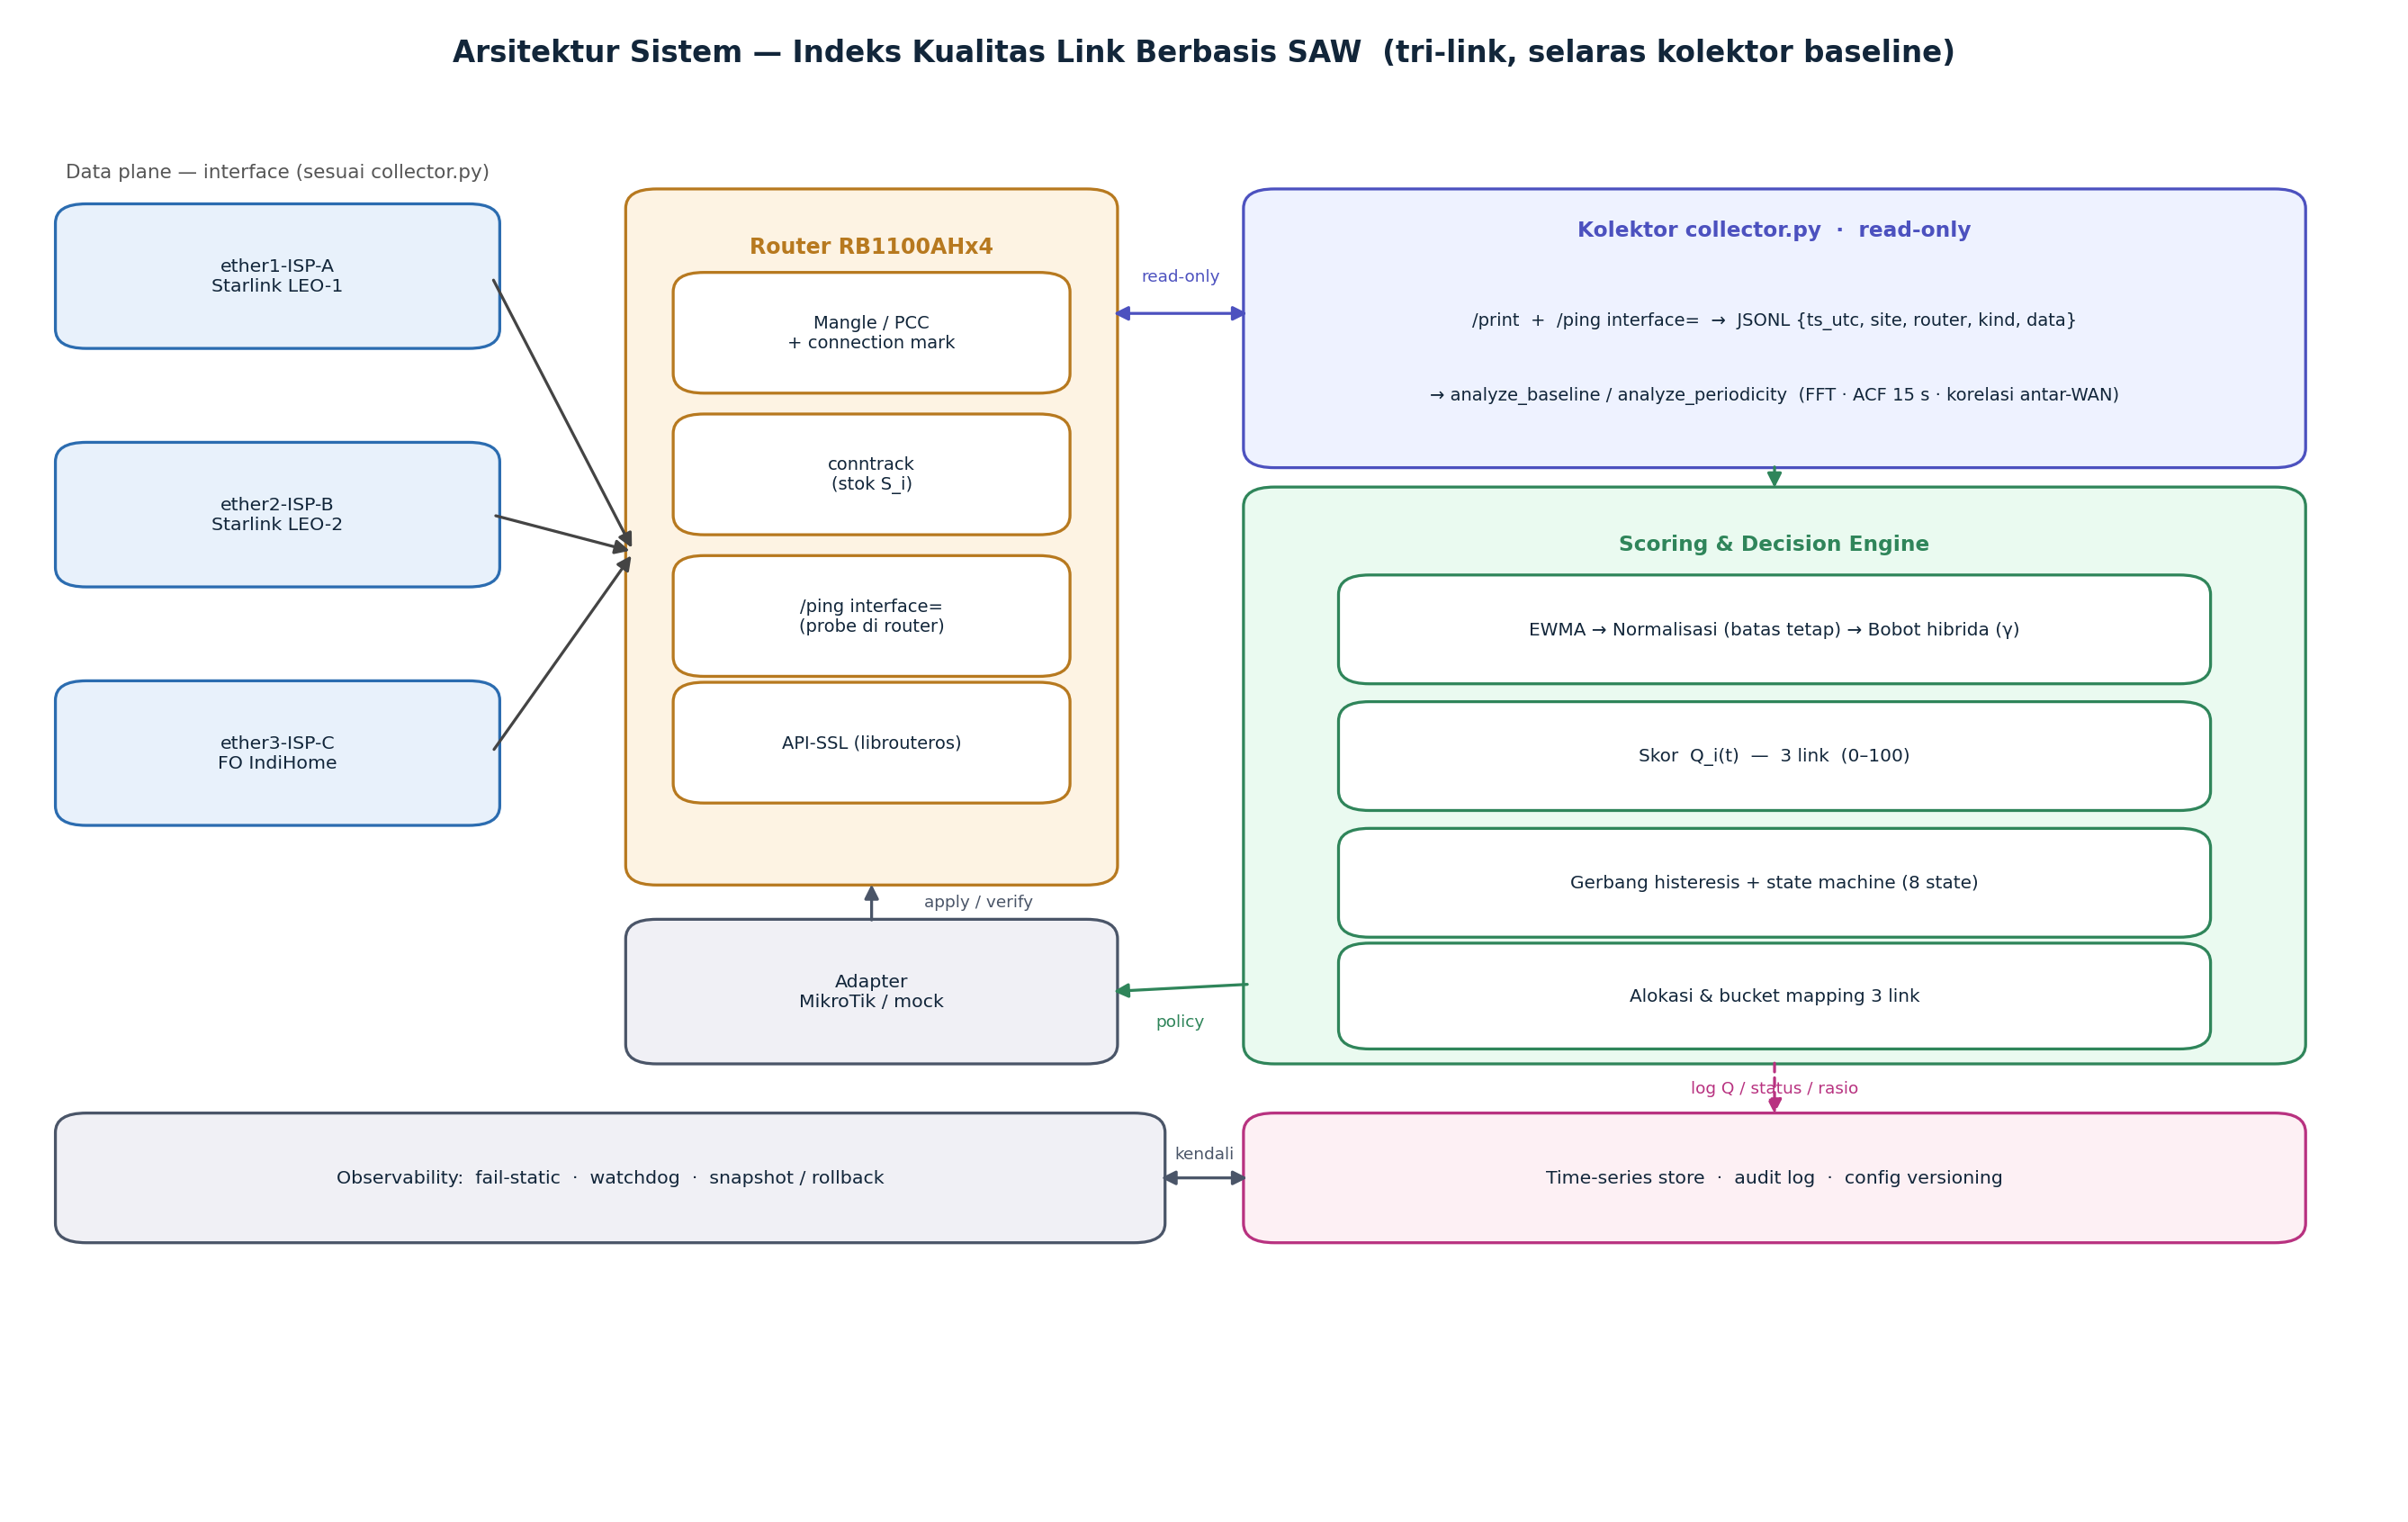 Arsitektur Sistem — Indeks Kualitas Link Berbasis SAW (tri-link, selaras kolektor baseline)
Data plane — interface (sesuai collector.py)
ether1-ISP-A
Starlink LEO-1
ether2-ISP-B
Starlink LEO-2
ether3-ISP-C
FO IndiHome
Router RB1100AHx4
Mangle / PCC
+ connection mark
conntrack
(stok S_i)
/ping interface=
(probe di router)
API-SSL (librouteros)
apply / verify
Adapter
MikroTik / mock
read-only
Kolektor collector.py · read-only
/print + /ping interface= → JSONL {ts_utc, site, router, kind, data}
→ analyze_baseline / analyze_periodicity (FFT · ACF 15 s · korelasi antar-WAN)
Scoring & Decision Engine
EWMA → Normalisasi (batas tetap) → Bobot hibrida (γ)
Skor Q_i(t) — 3 link (0–100)
Gerbang histeresis + state machine (8 state)
Alokasi & bucket mapping 3 link
policy
log Q / status / rasio
Observability: fail-static · watchdog · snapshot / rollback
kendali
Time-series store · audit log · config versioning